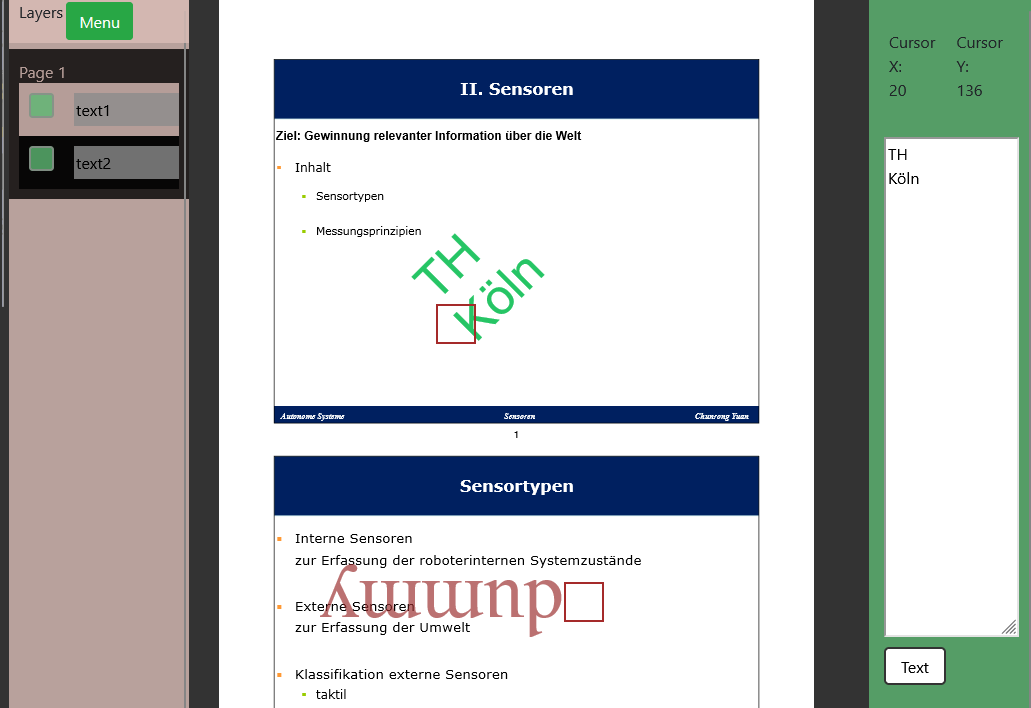 Layers
Menu
Page 1
text1
text2
II. Sensoren
Ziel: Gewinnung relevanter Information über die Welt
Inhalt
Sensortypen
Messungsprinzipien
TH
Köln
Autonome Systeme
Sensoren
Chunrong Yuan
1
Sensortypen
Interne Sensoren
zur Erfassung der roboterinternen Systemzustände
dummy
Externe Sensoren
zur Erfassung der Umwelt
Klassifikation externe Sensoren
taktil
Cursor X: 20
Cursor Y: 136
TH
Köln
Text